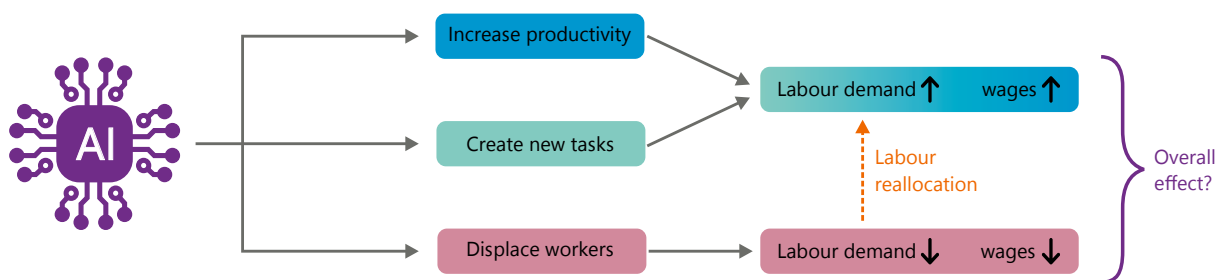 Increase productivity
Labour demand ↑ wages ↑
AI
Create new tasks
Labour
reallocation
Overall
effect?
Displace workers
Labour demand ↓ wages ↓